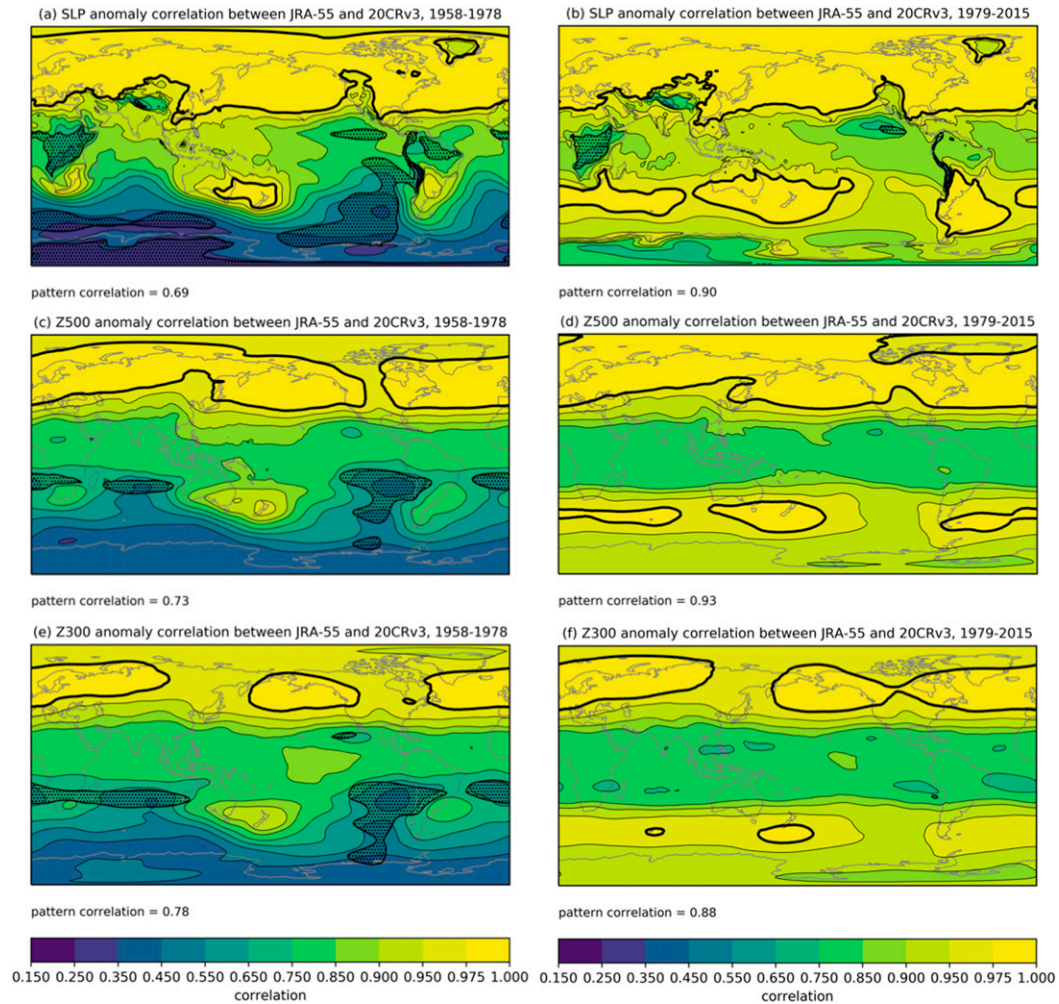 (a) SLP anomaly correlation between JRA-55 and 20CRv3, 1958-1978
(b) SLP anomaly correlation between JRA-55 and 20CRv3, 1979-2015
pattern correlation = 0.69
pattern correlation = 0.90
(c) Z500 anomaly correlation between JRA-55 and 20CRv3, 1958-1978
(d) Z500 anomaly correlation between JRA-55 and 20CRv3, 1979-2015
pattern correlation = 0.73
pattern correlation = 0.93
(e) Z300 anomaly correlation between JRA-55 and 20CRv3, 1958-1978
(f) Z300 anomaly correlation between JRA-55 and 20CRv3, 1979-2015
pattern correlation = 0.78
pattern correlation = 0.88
0.150 0.250 0.350 0.450 0.550 0.650 0.750 0.850 0.900 0.950 0.975 1.000
correlation
0.150 0.250 0.350 0.450 0.550 0.650 0.750 0.850 0.900 0.950 0.975 1.000
correlation